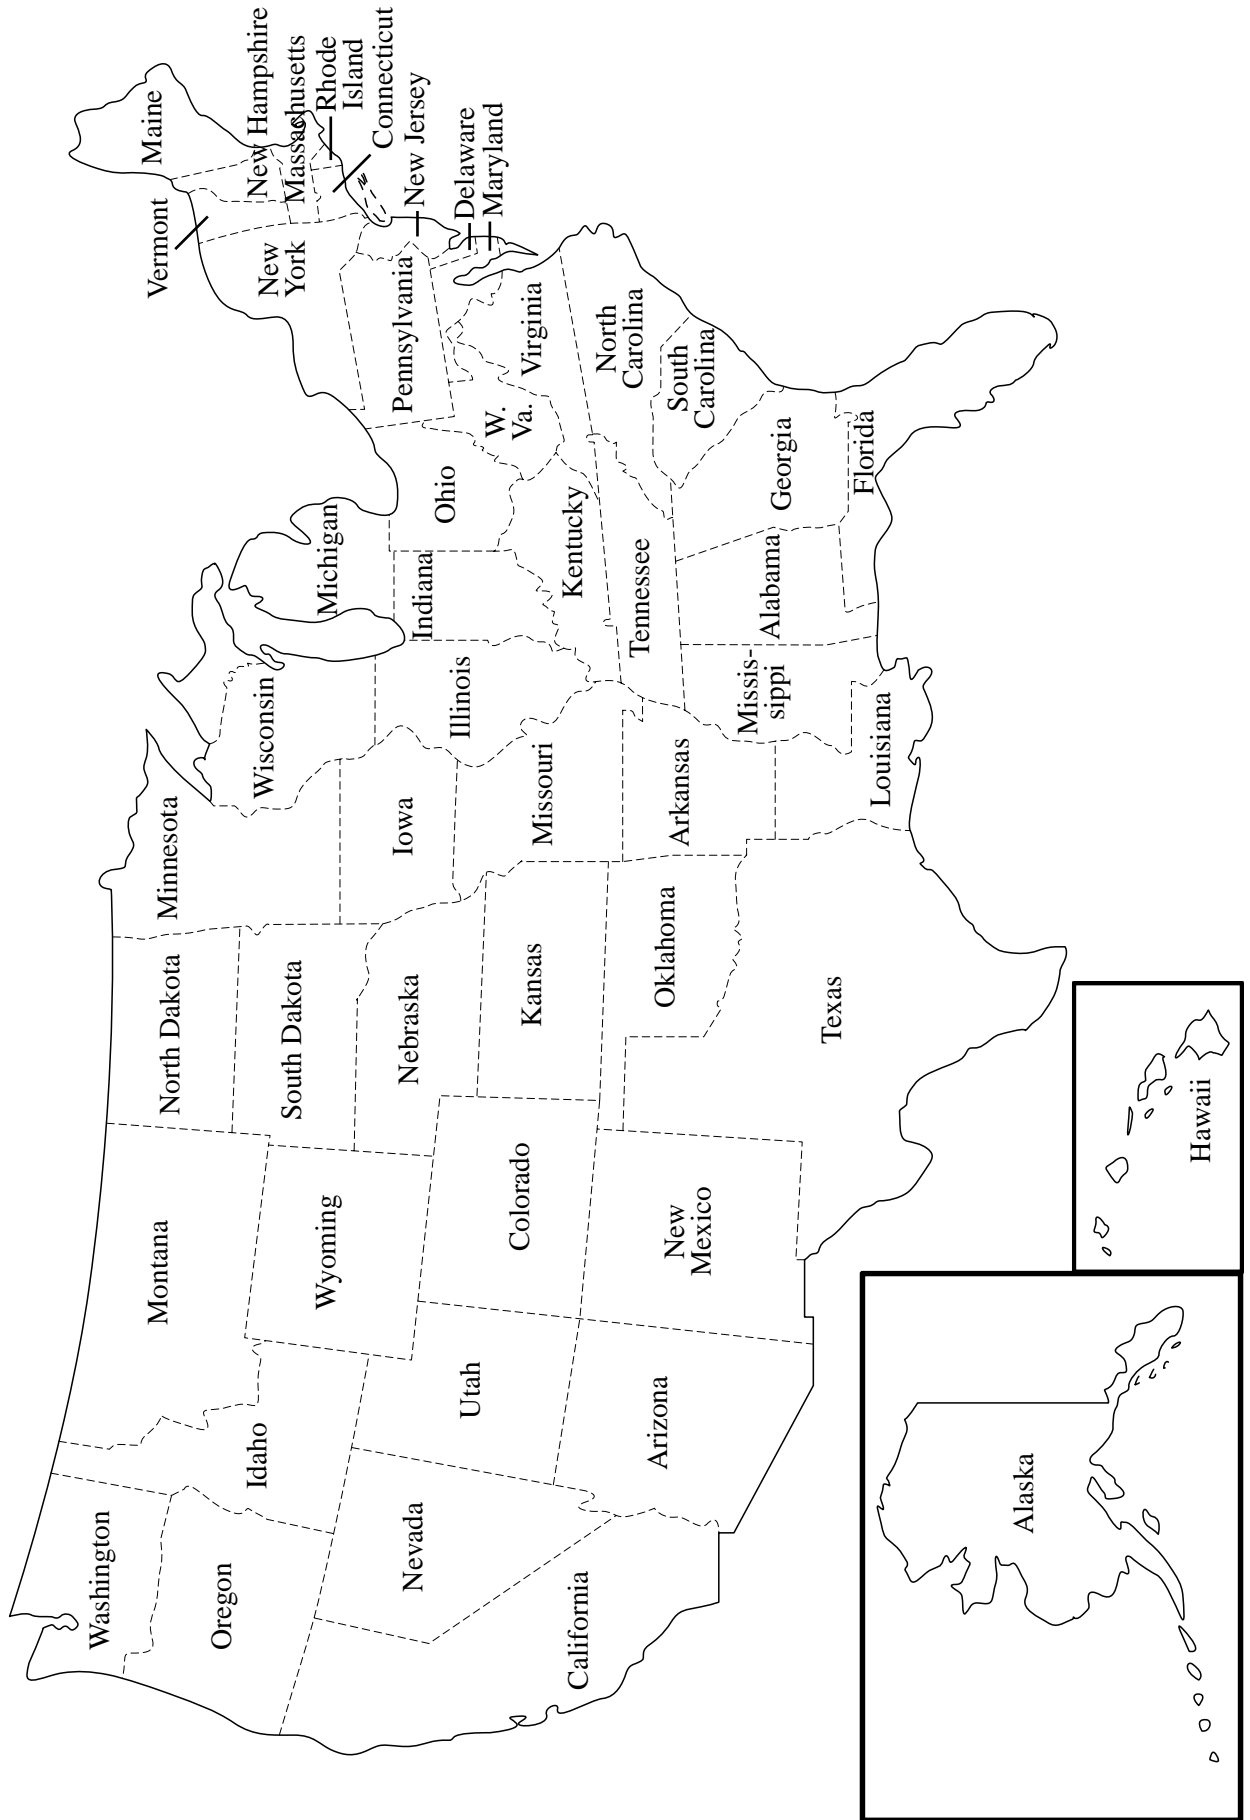 Washington
Oregon
California
Nevada
Idaho
Montana
Wyoming
Utah
Arizona
Colorado
New
Mexico
North Dakota
South Dakota
Nebraska
Kansas
Oklahoma
Texas
Minnesota
Iowa
Missouri
Arkansas
Louisiana
Wisconsin
Illinois
Missis-
sippi
Michigan
Indiana
Kentucky
Tennessee
Alabama
Ohio
Georgia
Florida
W.
Va.
Virginia
North
Carolina
South
Carolina
Pennsylvania
New
York
Vermont
Maine
New Hampshire
Massachusetts
Rhode
Island
Connecticut
New Jersey
Delaware
Maryland
Alaska
Hawaii